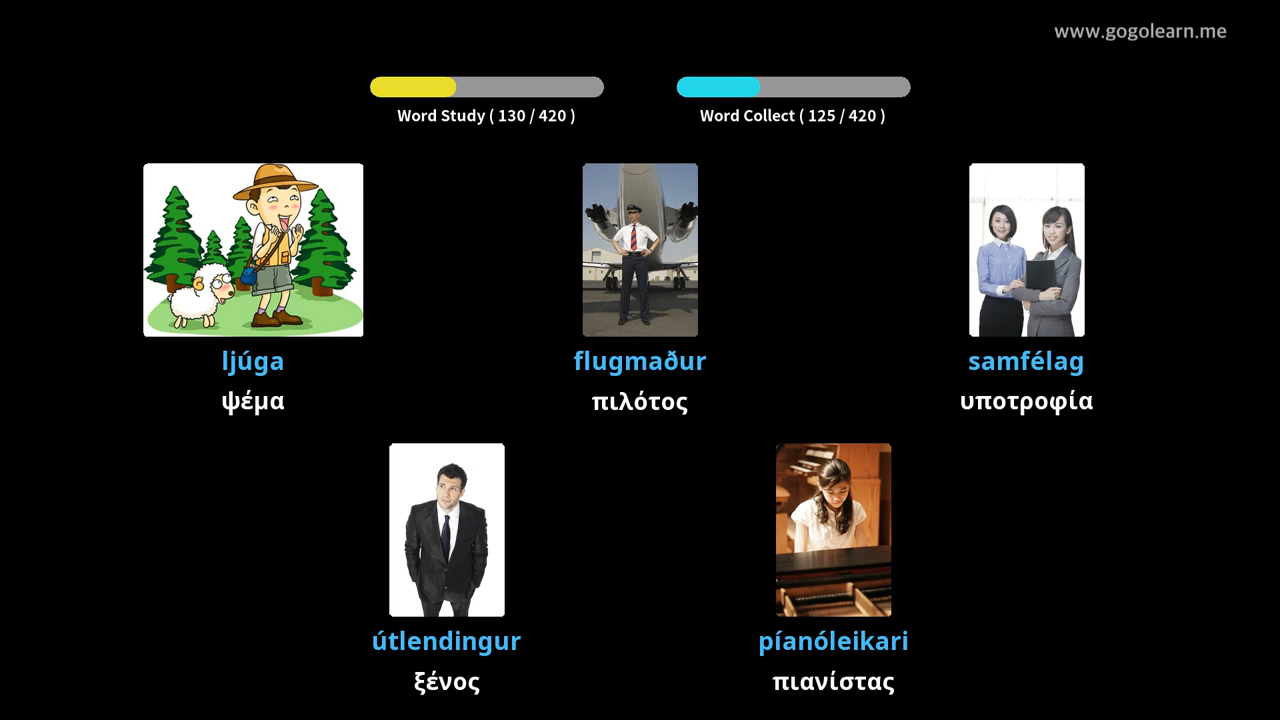 www.gogolearn.me
Word Study ( 130 / 420 )
Word Collect ( 125 / 420 )
ljúga
ψέμα
flugmaður
πιλότος
samfélag
υποτροφία
útlendingur
ξένος
píanóleikari
πιανίστας